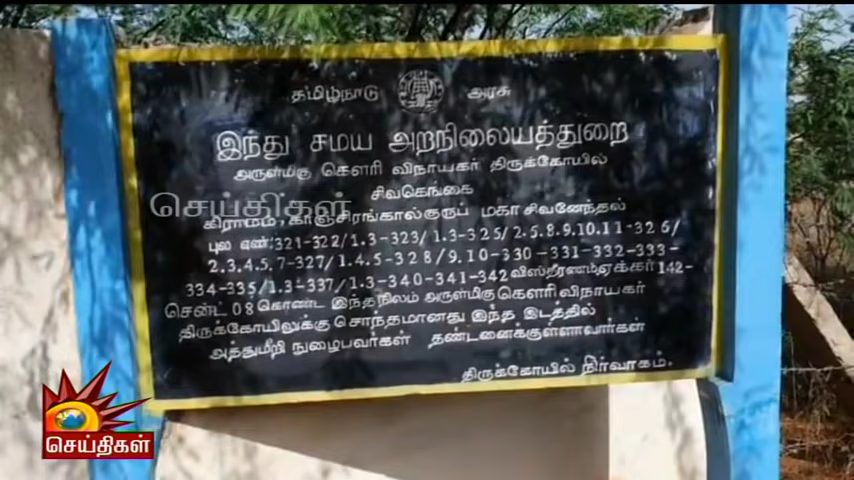 தமிழ்நாடு அரசு
இந்து சமய அறநிலையத்துறை
அருள்மிகு கௌரி விநாயகர் திருக்கோயில்
சிவகெங்கை
செய்திகள்
கிராமம், காஞ்சிரங்கால்குரூப் மகா சிவனேந்தல்
புல எண். 321-322/1.3-323/1.3-325/2.5.8.9.10.11-326/
2.3.4.5.7-327/1.4.5-328/9.10-330-331-332-333-
334-335/1.3-337/1.3-340/9-341-342-விஸ்தீரணம்ஏக்கர் 142-
சென்ட் 08 கொண்ட இந்நிலம் அருள்மிகு கௌரி விநாயகர்
திருக்கோயிலுக்கு சொந்தமானது இந்த இடத்தில்
அத்துமீறி நுழைபவர்கள் தண்டனைக்குள்ளாவார்கள்
திருக்கோயில் நிர்வாகம்.
செய்திகள்